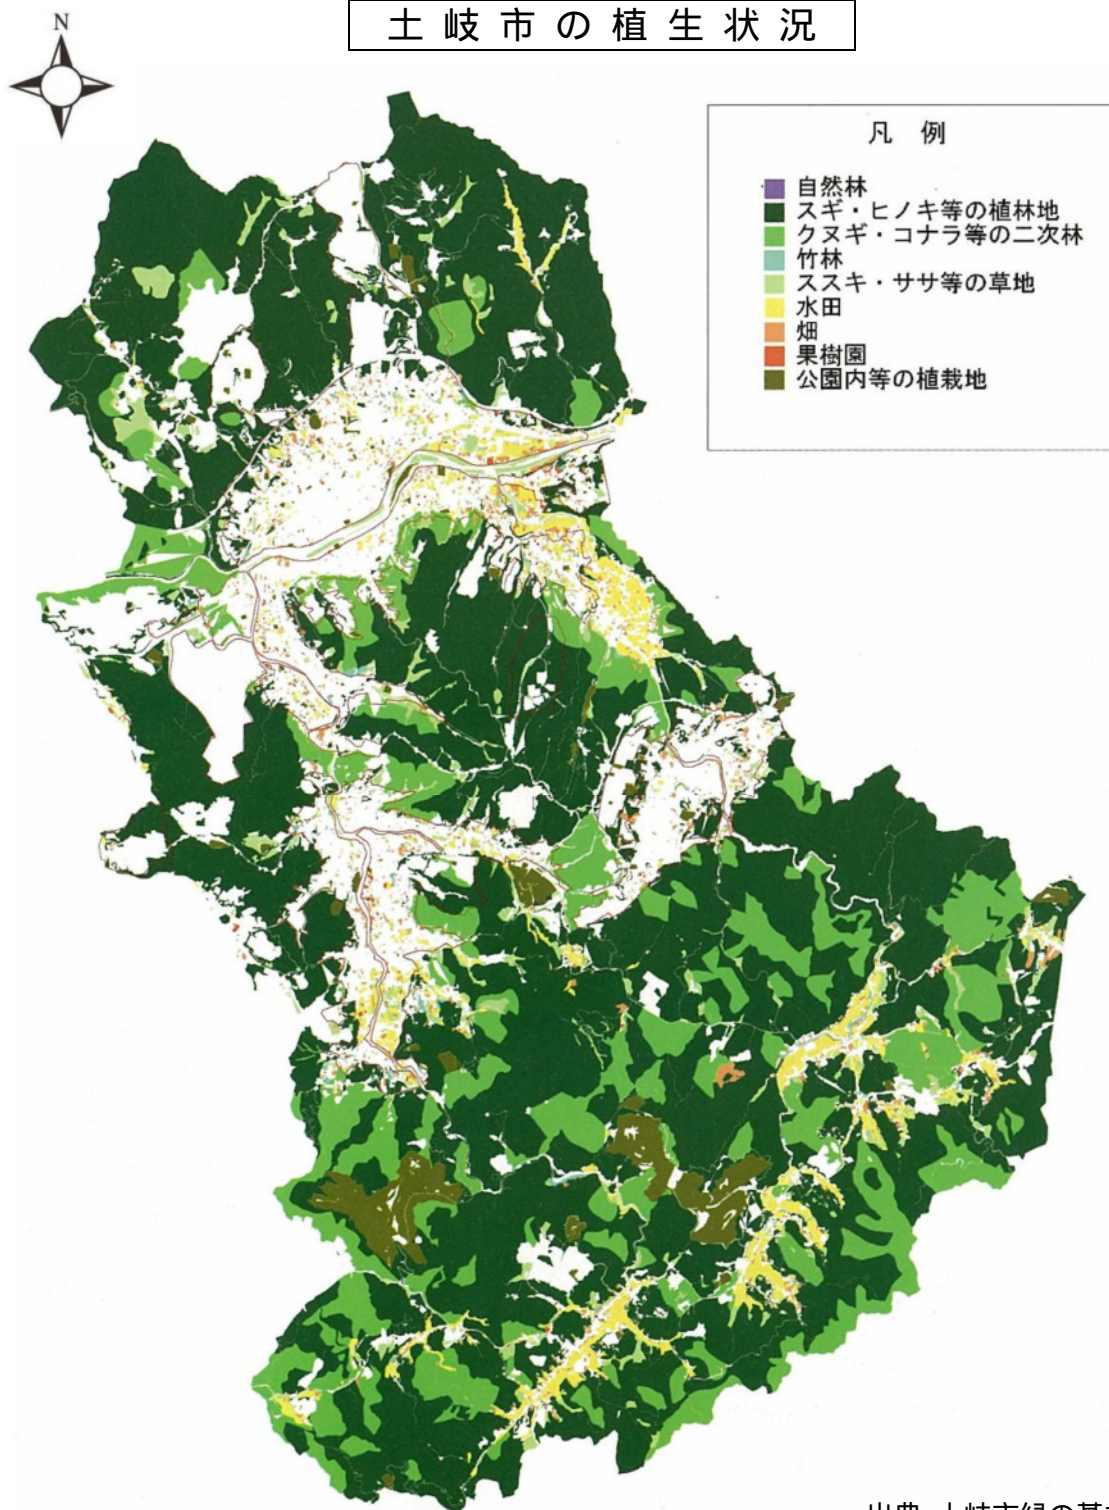 土岐市の植生状況
N
凡 例
自然林
スギ・ヒノキ等の植林地
クヌギ・コナラ等の二次林
竹林
ススキ・ササ等の草地
水田
畑
果樹園
公園内等の植栽地